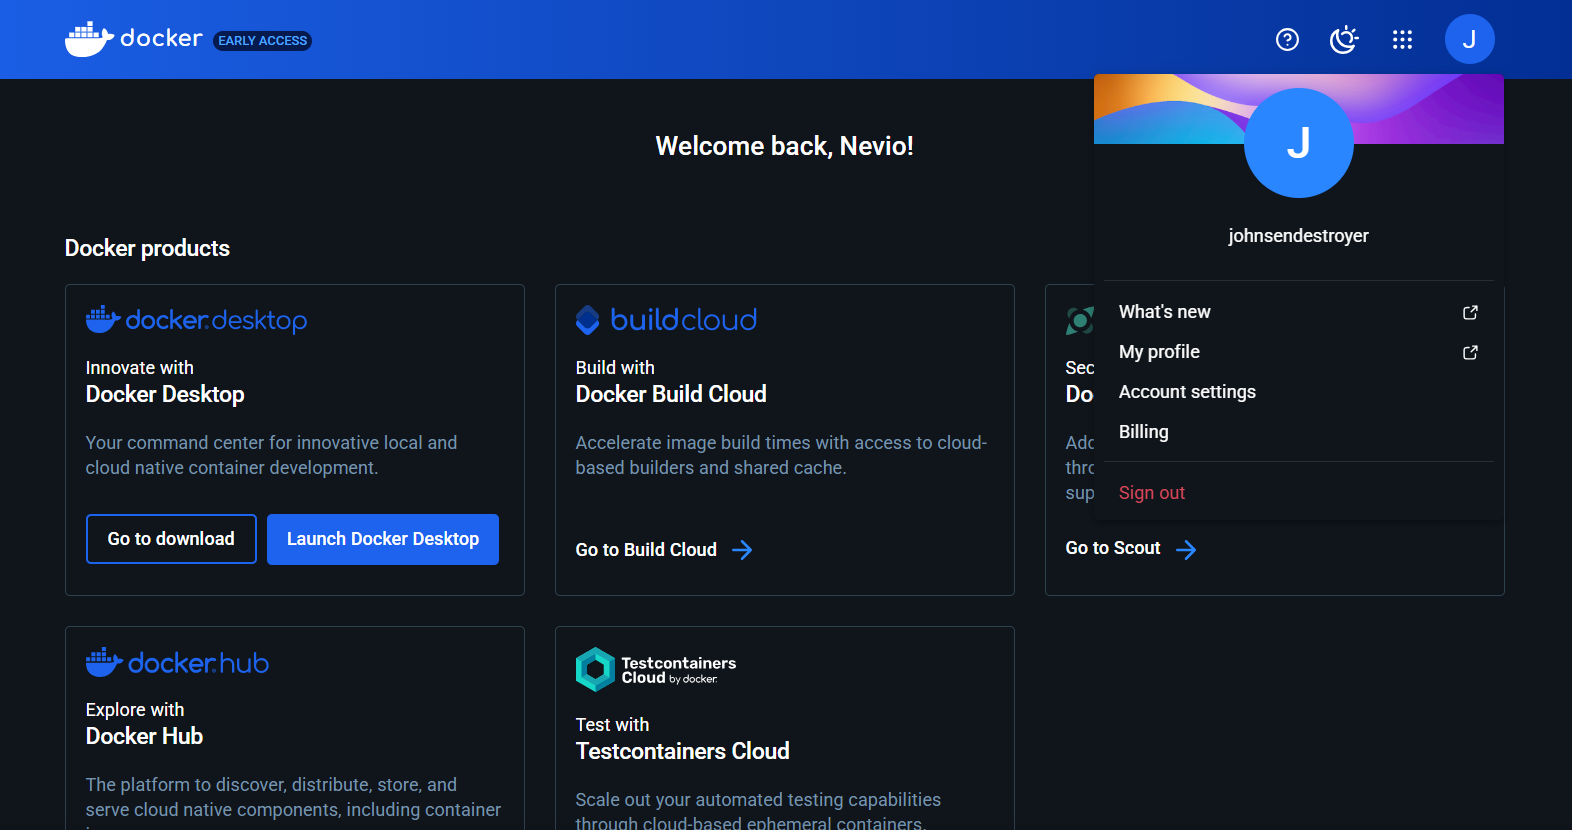 docker EARLY ACCESS
J
Welcome back, Nevio!
J
johnsendestroyer
What's new
My profile
Account settings
Billing
Sign out
Docker products
docker.desktop
Innovate with
Docker Desktop
Your command center for innovative local and
cloud native container development.
Go to download
Launch Docker Desktop
buildcloud
Build with
Docker Build Cloud
Accelerate image build times with access to cloud-
based builders and shared cache.
Go to Build Cloud
Sec
Do
Add
thro
sup
Go to Scout
docker.hub
Explore with
Docker Hub
The platform to discover, distribute, store, and
serve cloud native components, including container
Testcontainers
Cloud by docker.
Test with
Testcontainers Cloud
Scale out your automated testing capabilities
through cloud-based ephemeral containers.